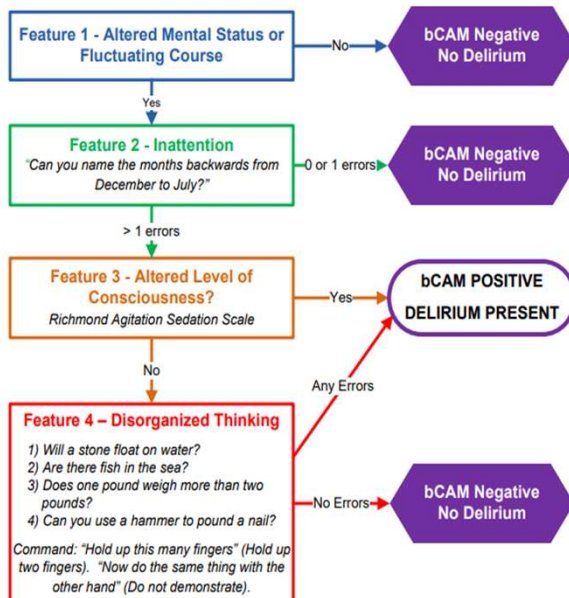 Feature 1 - Altered Mental Status or
Fluctuating Course
No
bCAM Negative
No Delirium
Yes
Feature 2 - Inattention
"Can you name the months backwards from
December to July?"
0 or 1 errors
bCAM Negative
No Delirium
> 1 errors
Feature 3 - Altered Level of
Consciousness?
Richmond Agitation Sedation Scale
Yes
bCAM POSITIVE
DELIRIUM PRESENT
No
Any Errors
Feature 4 – Disorganized Thinking
1) Will a stone float on water?
2) Are there fish in the sea?
3) Does one pound weigh more than two
pounds?
4) Can you use a hammer to pound a nail?
Command: "Hold up this many fingers" (Hold up
two fingers). "Now do the same thing with the
other hand" (Do not demonstrate).
No Errors
bCAM Negative
No Delirium